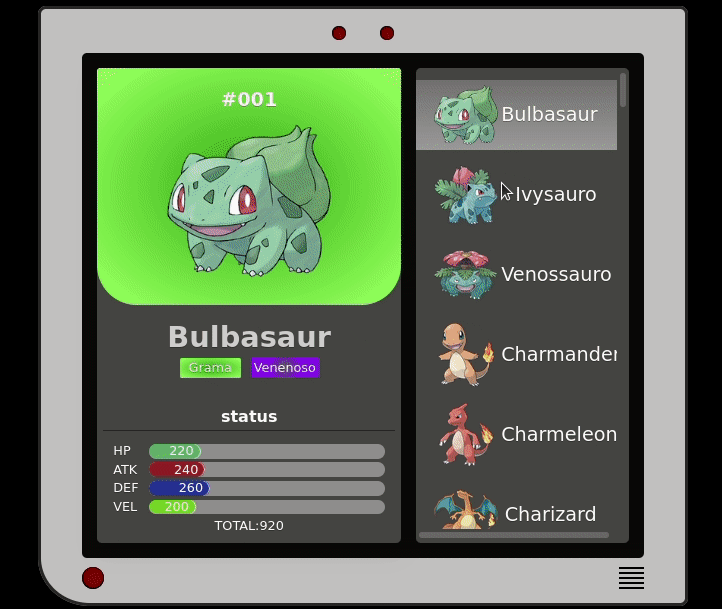 #001
Bulbasaur
Grama Venenoso
status
HP 220
ATK 240
DEF 260
VEL 200
TOTAL:920
Bulbasaur
Ivysauro
Venossauro
Charmander
Charmeleon
Charizard